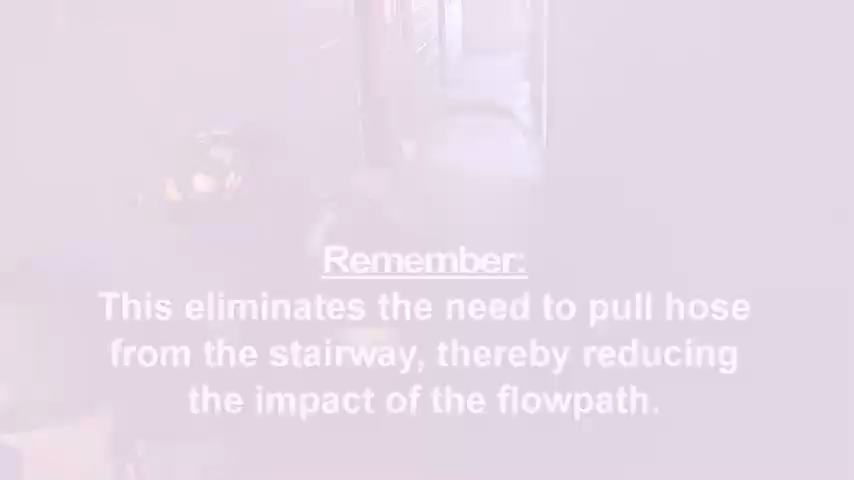 Remember:
This eliminates the need to pull hose
from the stairway, thereby reducing
the impact of the flowpath.